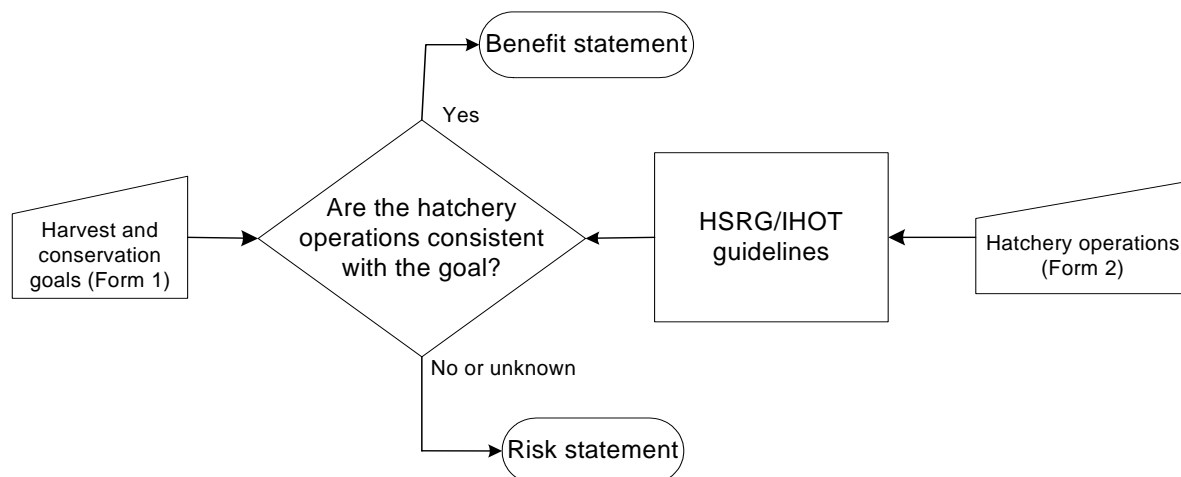 Benefit statement
Yes
Harvest and
conservation
goals (Form 1)
Are the hatchery
operations consistent
with the goal?
HSRG/IHOT
guidelines
Hatchery operations
(Form 2)
No or unknown
Risk statement